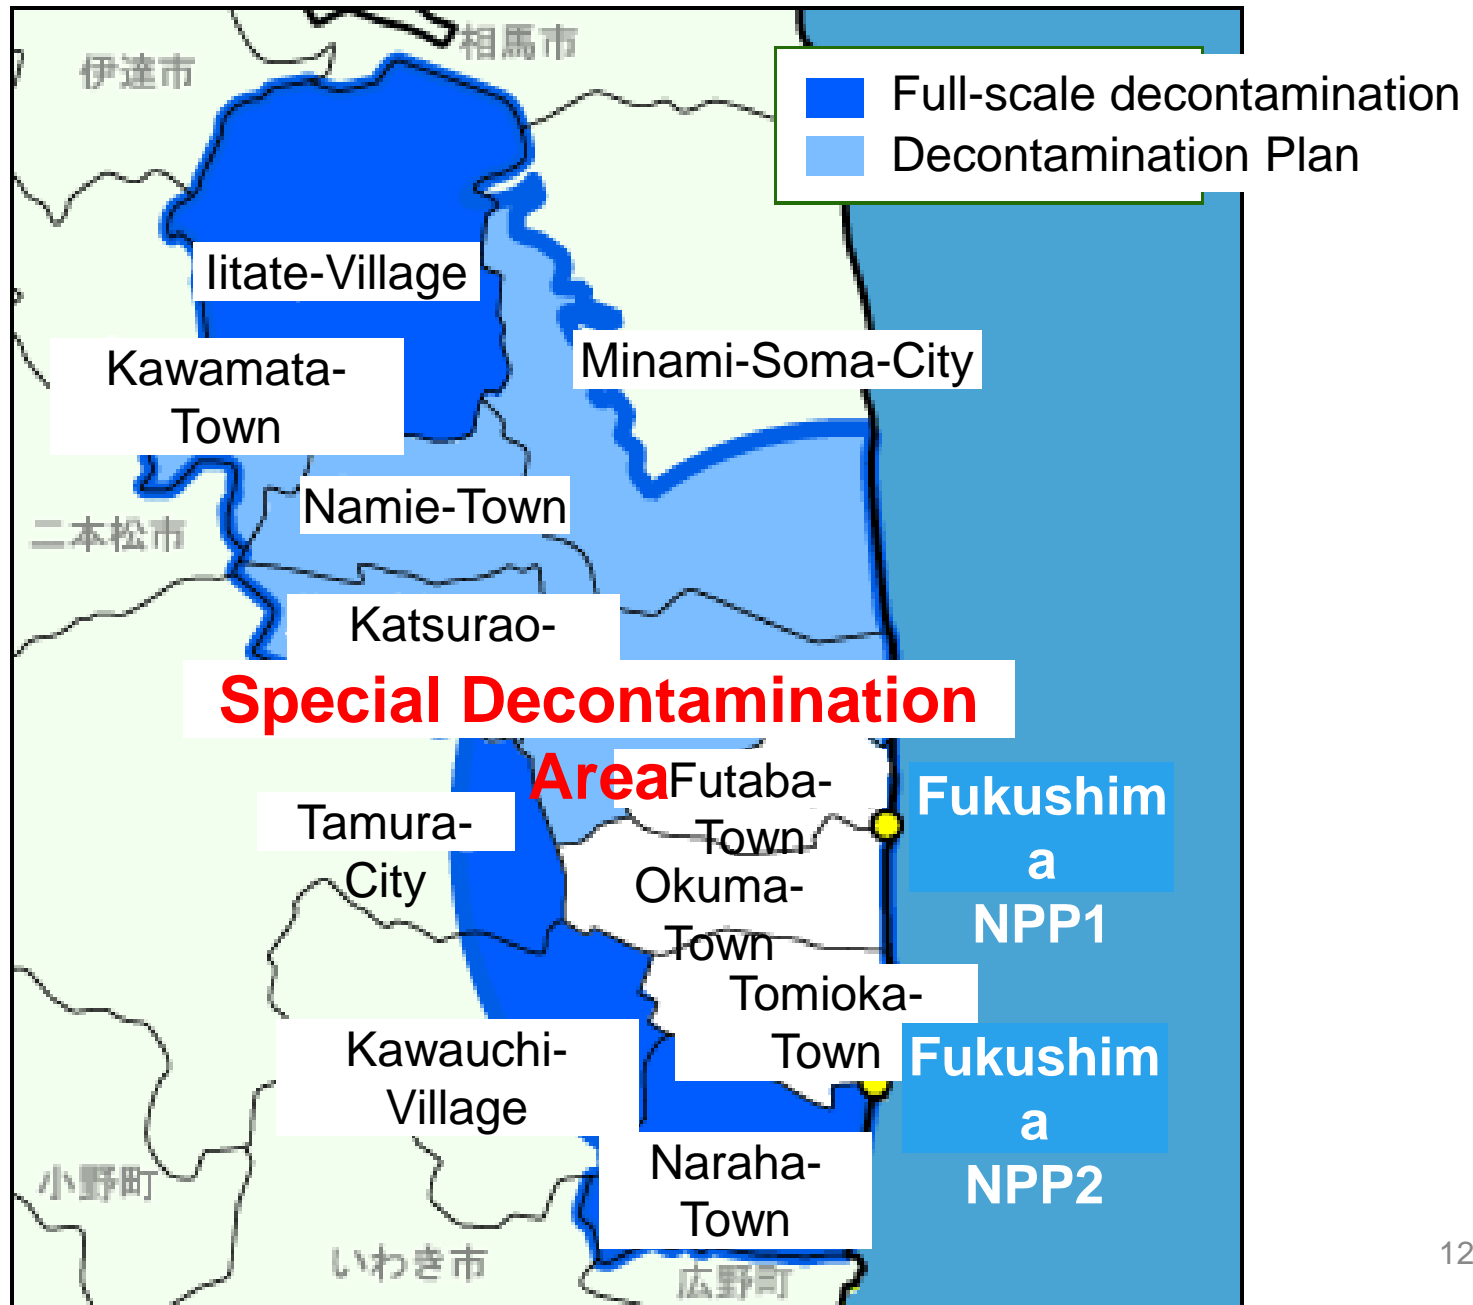 相馬市
伊達市
Full-scale decontamination
Decontamination Plan
Iitate-Village
Kawamata-
Town
Minami-Soma-City
Namie-Town
二本松市
Katsurao-
Special Decontamination
Area
Futaba-
Town
Fukushim
a
NPP1
Tamura-
City
Okuma-
Town
Tomioka-
Town
Kawauchi-
Village
Fukushim
a
NPP2
Naraha-
Town
小野町
いわき市
広野町
12